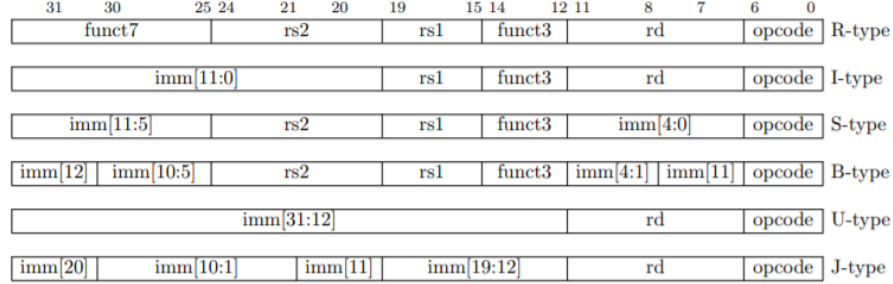 31 30 25 24 21 20 19 15 14 12 11 8 7 6 0
funct7 rs2 rs1 funct3 rd opcode R-type
imm[11:0] rs1 funct3 rd opcode I-type
imm[11:5] rs2 rs1 funct3 imm[4:0] opcode S-type
imm[12] imm[10:5] rs2 rs1 funct3 imm[4:1] imm[11] opcode B-type
imm[31:12] rd opcode U-type
imm[20] imm[10:1] imm[11] imm[19:12] rd opcode J-type